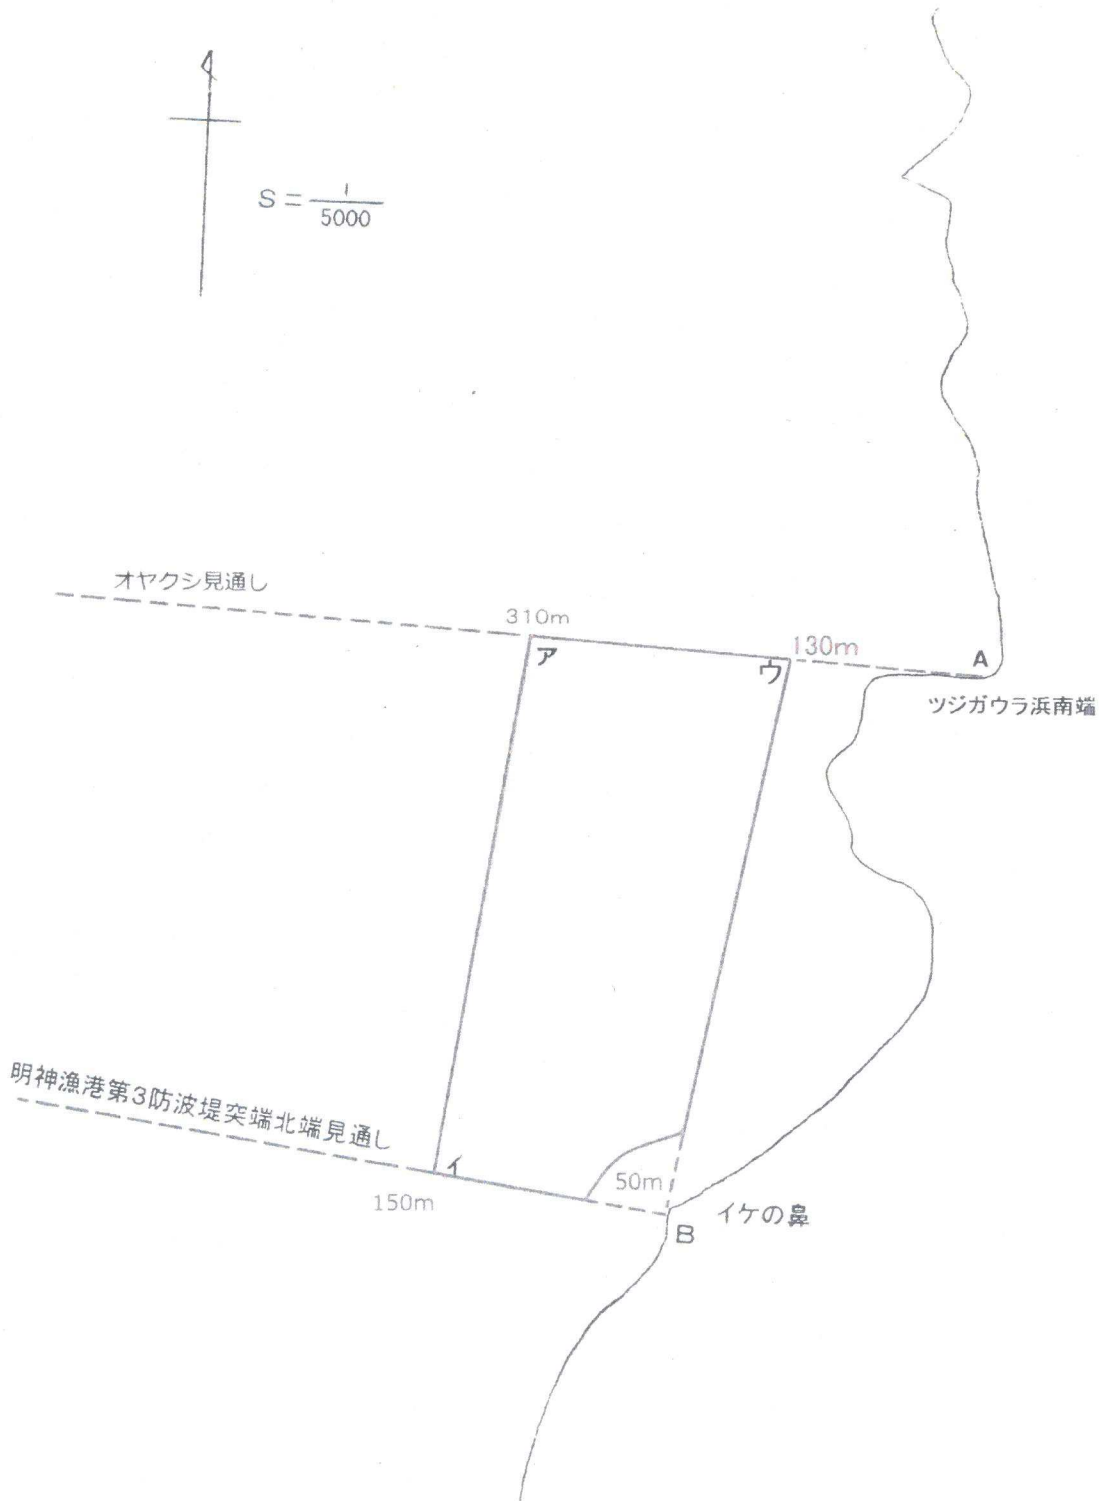 S = 1/5000
オヤクシ見通し
310m
ア
130m
ウ
A
ツジガウラ浜南端
明神漁港第3防波堤突端北端見通し
イ
150m
50m
イケの鼻
B